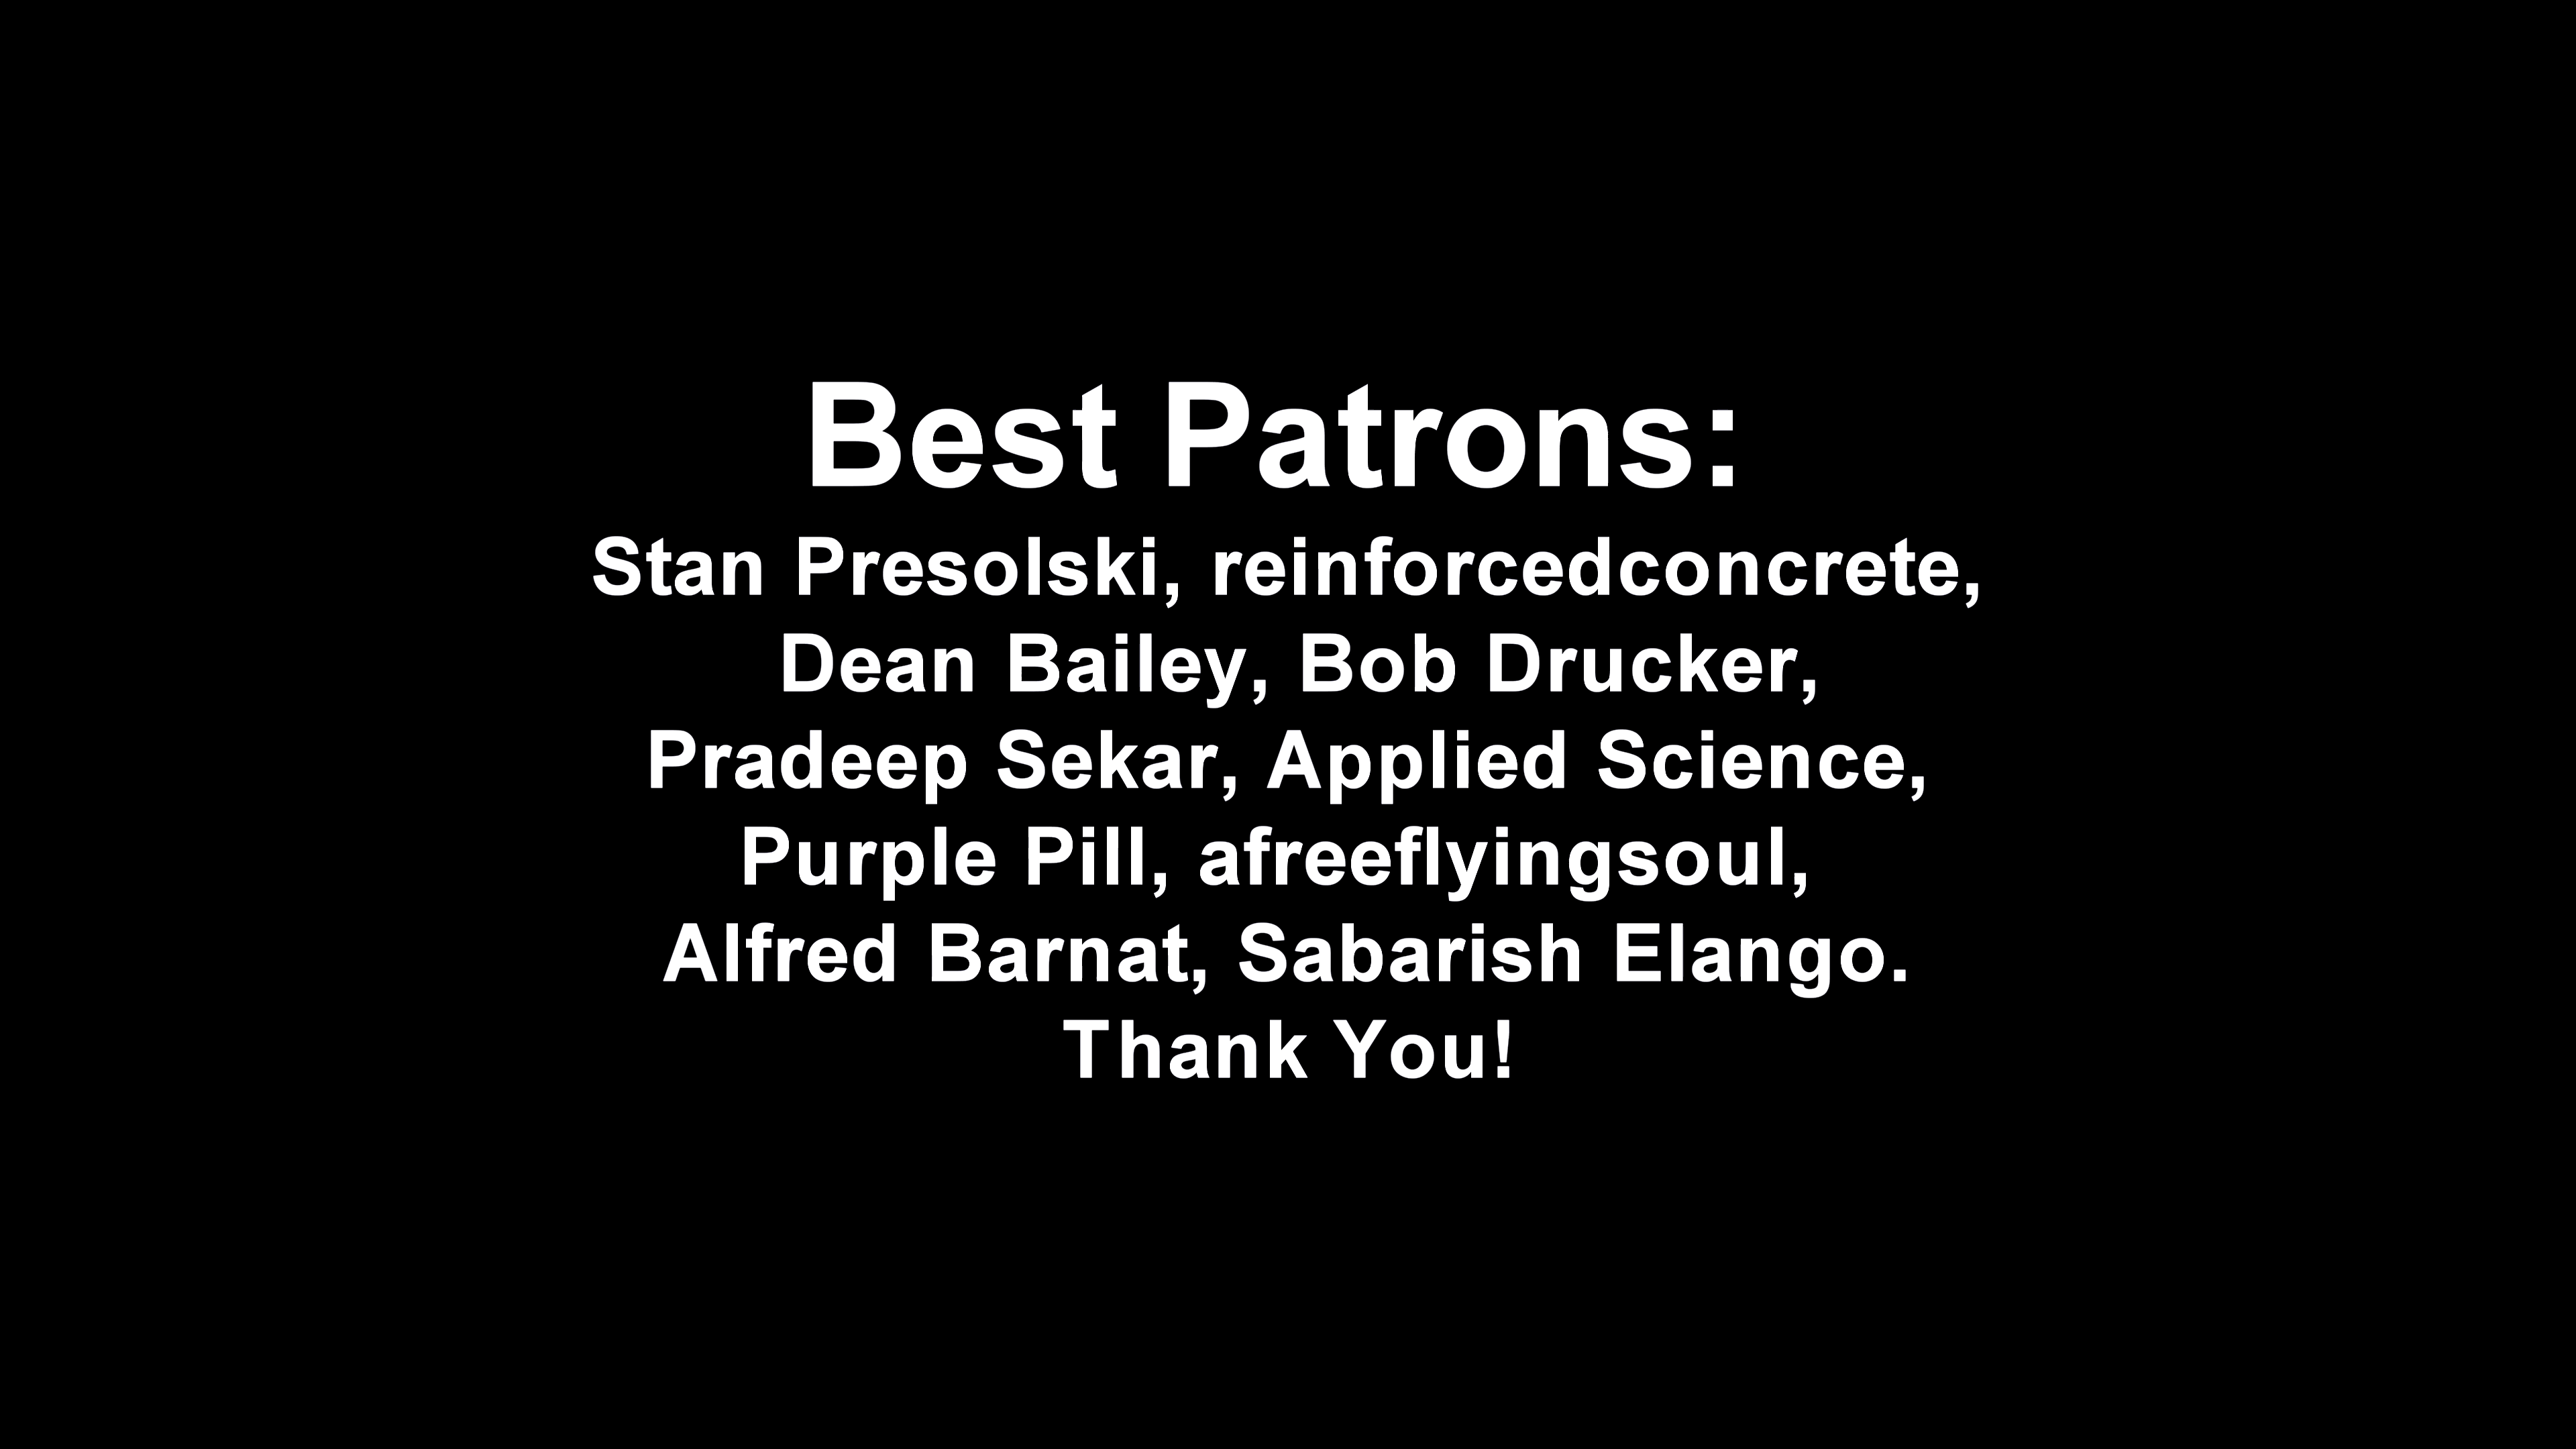 Best Patrons:
Stan Presolski, reinforcedconcrete,
Dean Bailey, Bob Drucker,
Pradeep Sekar, Applied Science,
Purple Pill, afreeflyingsoul,
Alfred Barnat, Sabarish Elango.
Thank You!